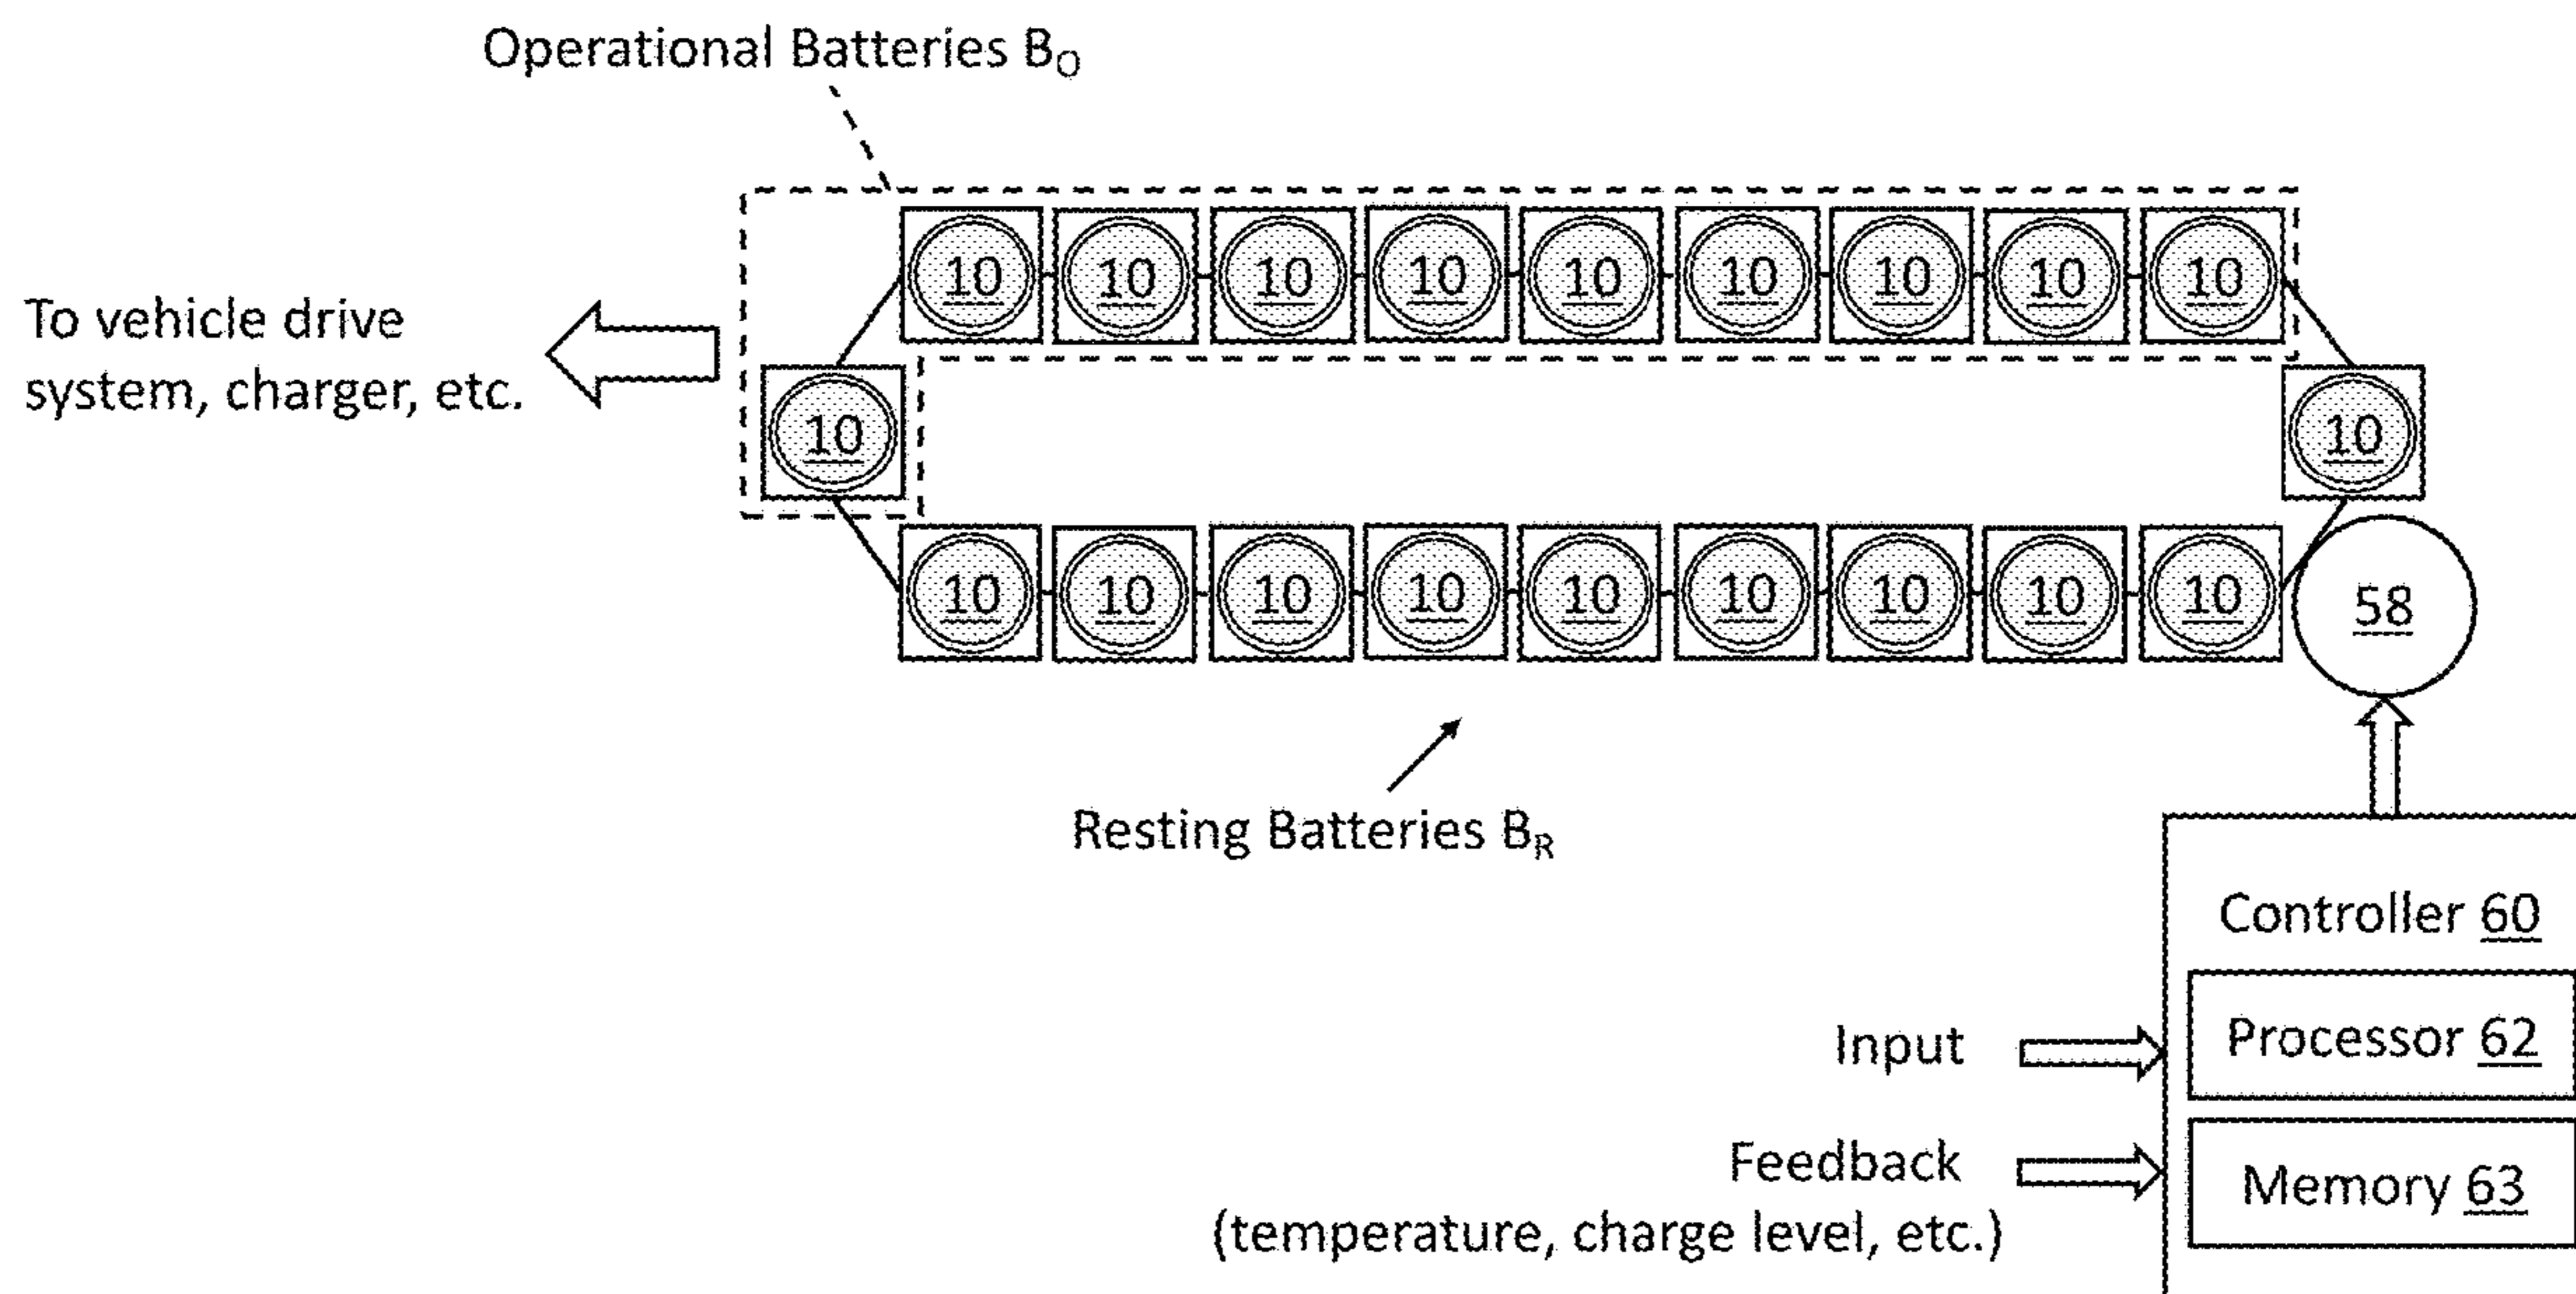 Operational Batteries B_O
10 10 10 10 10 10 10 10 10
To vehicle drive
system, charger, etc.
10 10
10 10 10 10 10 10 10 10 10
58
Resting Batteries B_R
Controller 60
Input
Processor 62
Feedback
Memory 63
(temperature, charge level, etc.)